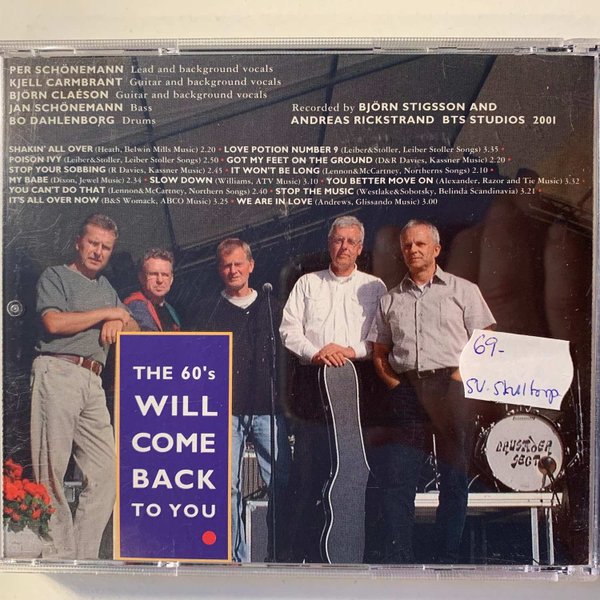 PER SCHÖNEMANN Lead and background vocals
KJELL CARMBRANT Guitar and background vocals
BJÖRN CLAÉSON Guitar and background vocals
JAN SCHÖNEMANN Bass
BO DAHLENBORG Drums
Recorded by BJÖRN STIGSSON AND
ANDREAS RICKSTRAND BTS STUDIOS 2001
SHAKIN' ALL OVER (Heath, Belwin Mills Music) 2.20 • LOVE POTION NUMBER 9 (Leiber&Stoller, Leiber Stoller Songs) 3.35
POISON IVY (Leiber&Stoller, Leiber Stoller Songs) 2.50 • GOT MY FEET ON THE GROUND (D&R Davies, Kassner Music) 2.20 •
STOP YOUR SOBBING (R Davies, Kassner Music) 2.45 • IT WON'T BE LONG (Lennon&McCartney, Northerns Songs) 2.10 •
MY BABE (Dixon, Jewel Music) 2.34 • SLOW DOWN (Williams, ATV Music) 3.10 • YOU BETTER MOVE ON (Alexander, Razor and Tie Music) 3.32
YOU CAN'T DO THAT (Lennon&McCartney, Northern Songs) 2.40 • STOP THE MUSIC (Westlake&Soborsky, Belinda Scandinavia) 3.21 •
IT'S ALL OVER NOW (B&S Womack, ABCO Music) 3.25 • WE ARE IN LOVE (Andrews, Glissando Music) 3.00
69-
SV. Skultorp
THE 60's
WILL
COME
BACK
TO YOU